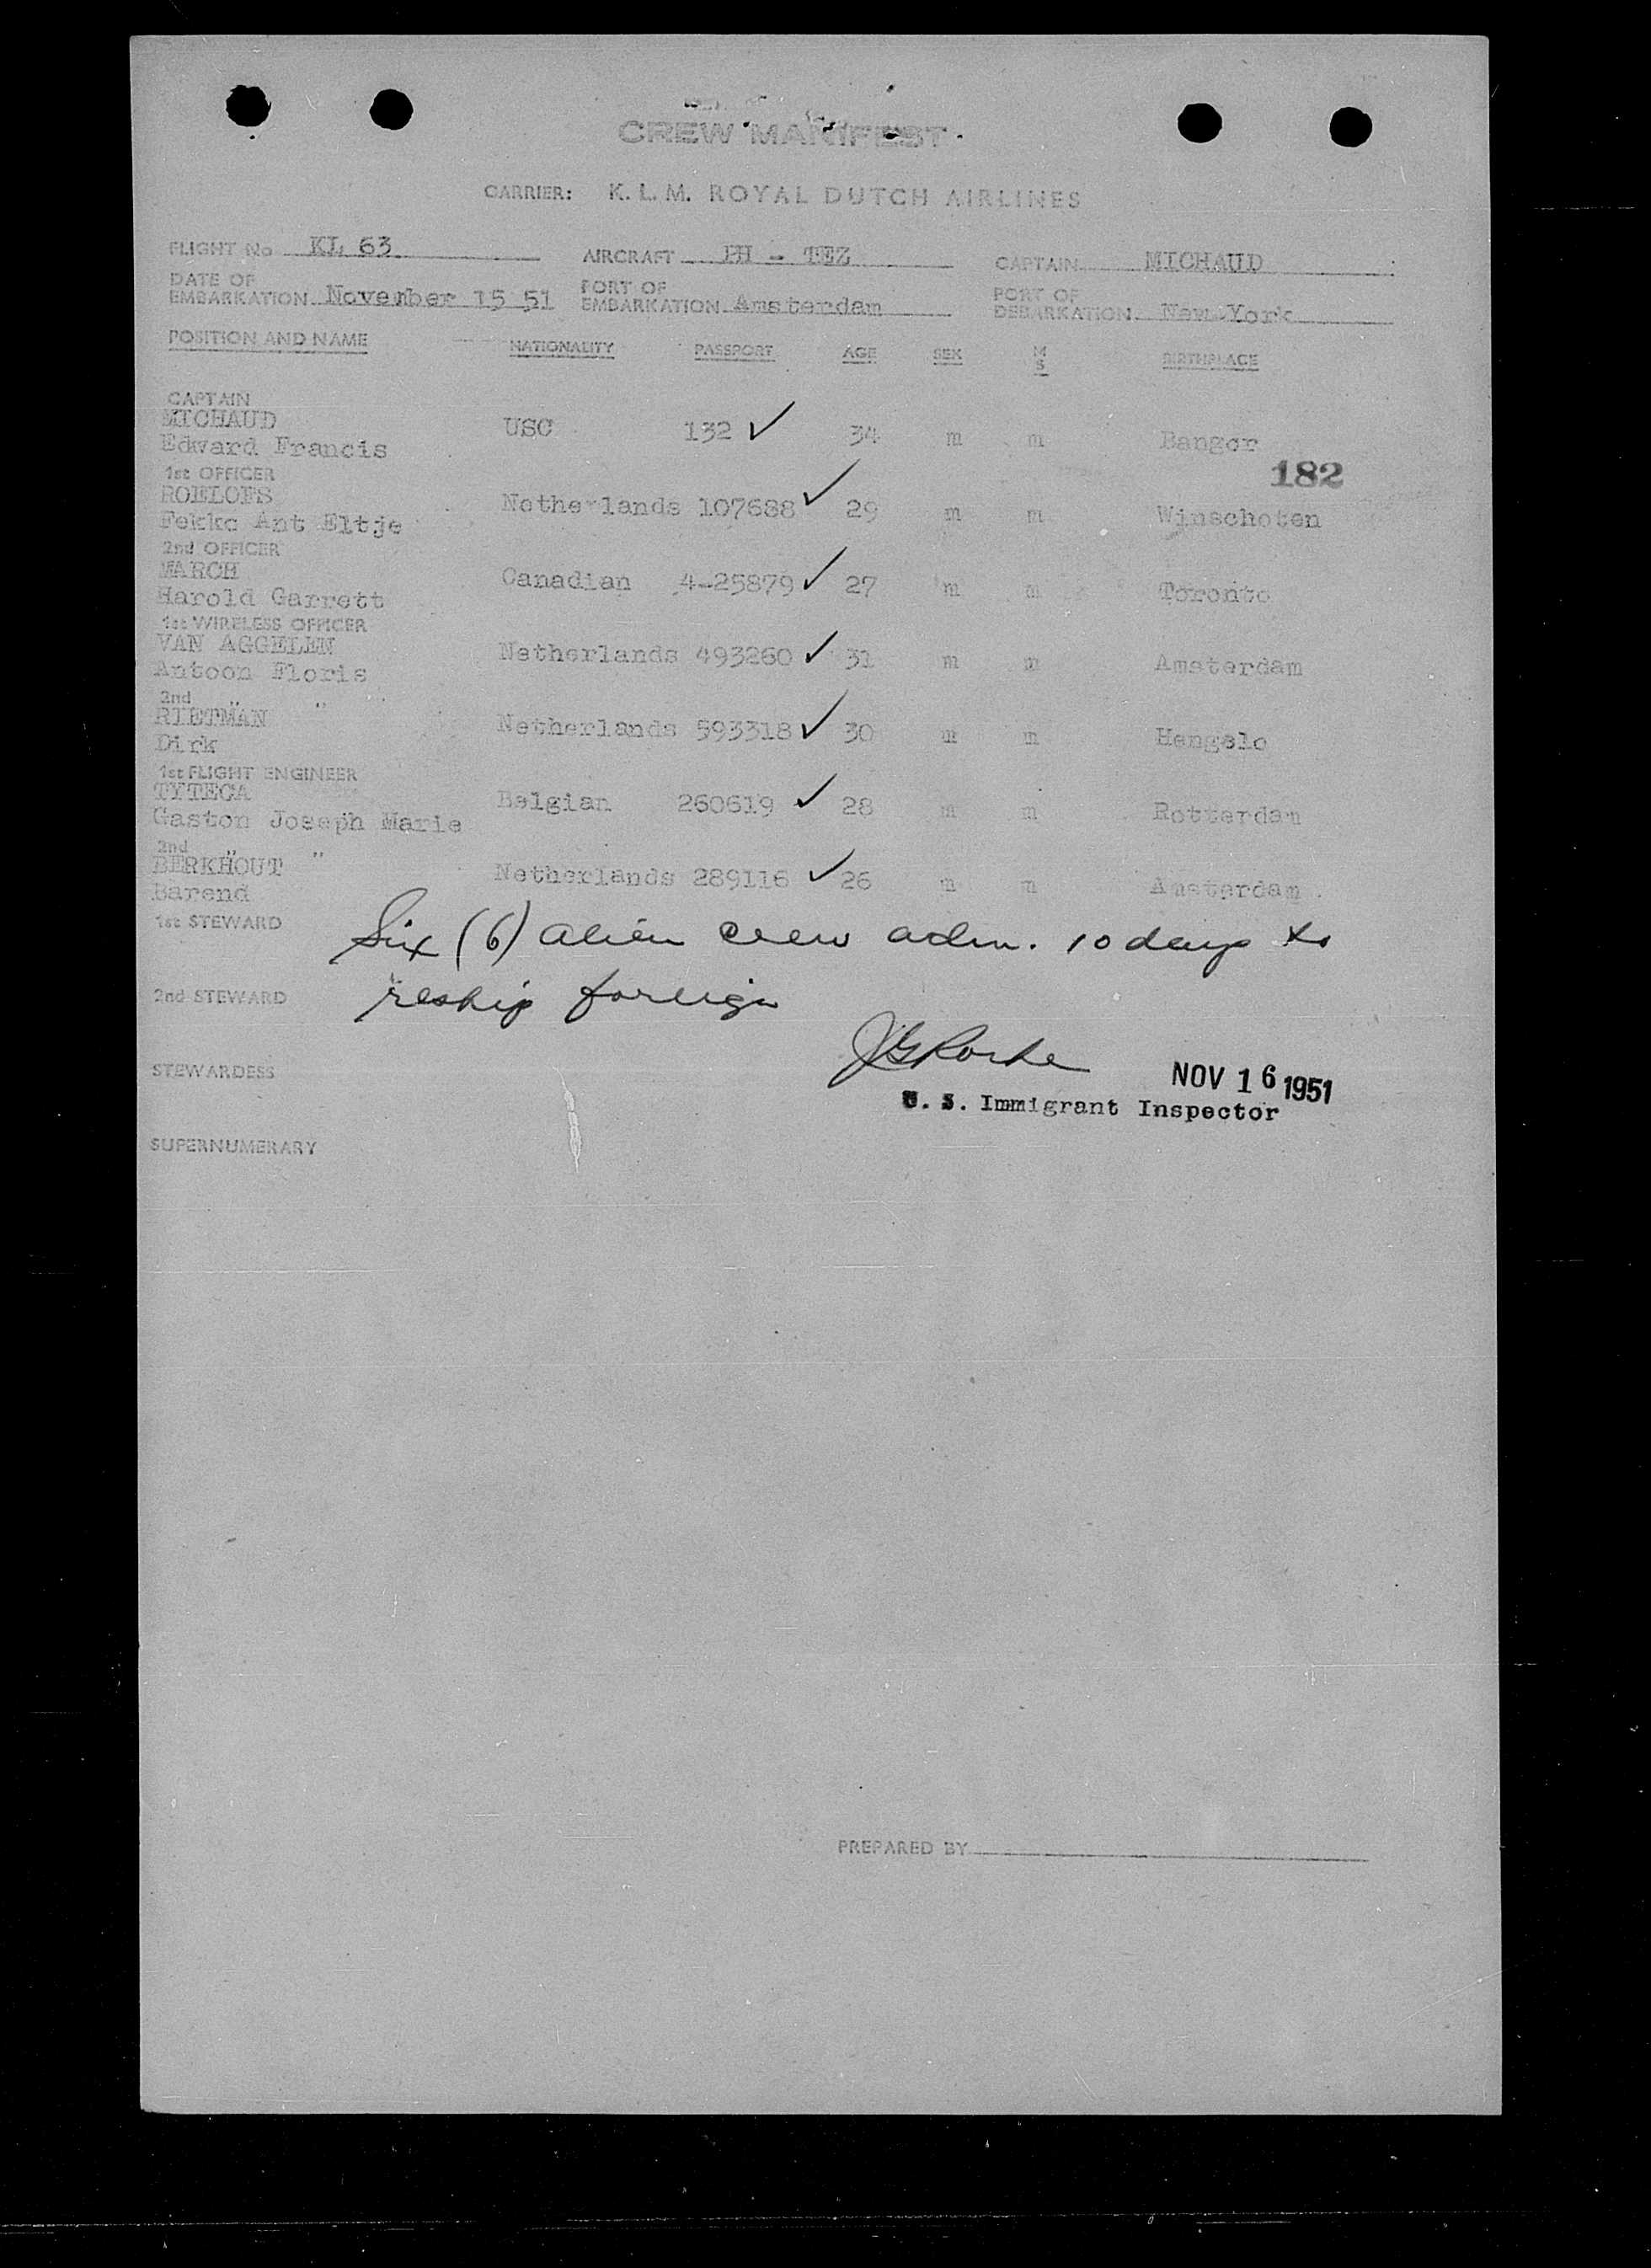 CREW MANIFEST
CARRIER: K. L. M. ROYAL DUTCH AIRLINES
FLIGHT No KL 63 AIRCRAFT PH - TEZ CAPTAIN MICHAUD
DATE OF EMBARKATION November 15 51 PORT OF EMBARKATION Amsterdam PORT OF DEBARKATION New York
POSITION AND NAME NATIONALITY PASSPORT AGE SEX M S BIRTHPLACE
CAPTAIN
MICHAUD USC 132 ✓ 34 m m Bangor
Edward Francis
182
1st OFFICER
ROELOFS Netherlands 107688 ✓ 29 m m Winschoten
Fekko Ant Eltje
2nd OFFICER
MARCH Canadian 4-25879 ✓ 27 m m Toronto
Harold Garrett
1st WIRELESS OFFICER
VAN AGGELEN Netherlands 493260 ✓ 31 m m Amsterdam
Antoon Floris
2nd " "
RIETMAN Netherlands 593318 ✓ 30 m m Hengelo
Dirk
1st FLIGHT ENGINEER
TYTECA Belgian 260619 ✓ 28 m m Rotterdam
Gaston Joseph Marie
2nd " "
BERKHOUT Netherlands 289116 ✓ 26 m m Amsterdam
Barend
1st STEWARD
Six (6) alien crew adm. 10 days to
2nd STEWARD
reship foreign
STEWARDESS
NOV 16 1951
U. S. Immigrant Inspector
SUPERNUMERARY
PREPARED BY